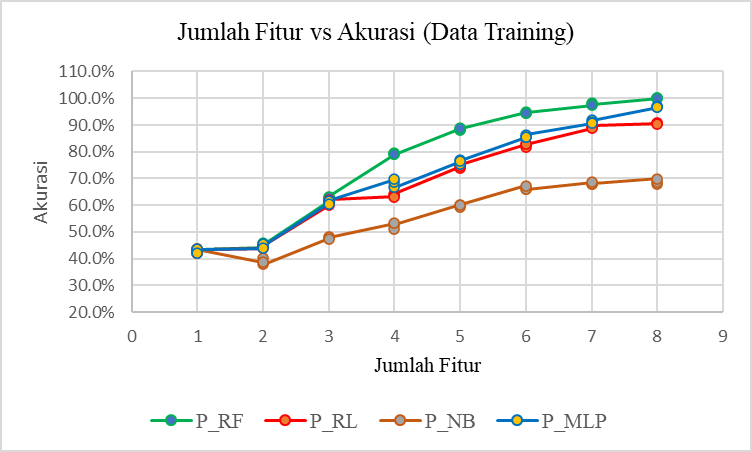 Jumlah Fitur vs Akurasi (Data Training)
110.0%
100.0%
90.0%
80.0%
70.0%
60.0%
50.0%
40.0%
30.0%
20.0%
Akurasi
0 1 2 3 4 5 6 7 8 9
Jumlah Fitur
P_RF P_RL P_NB P_MLP